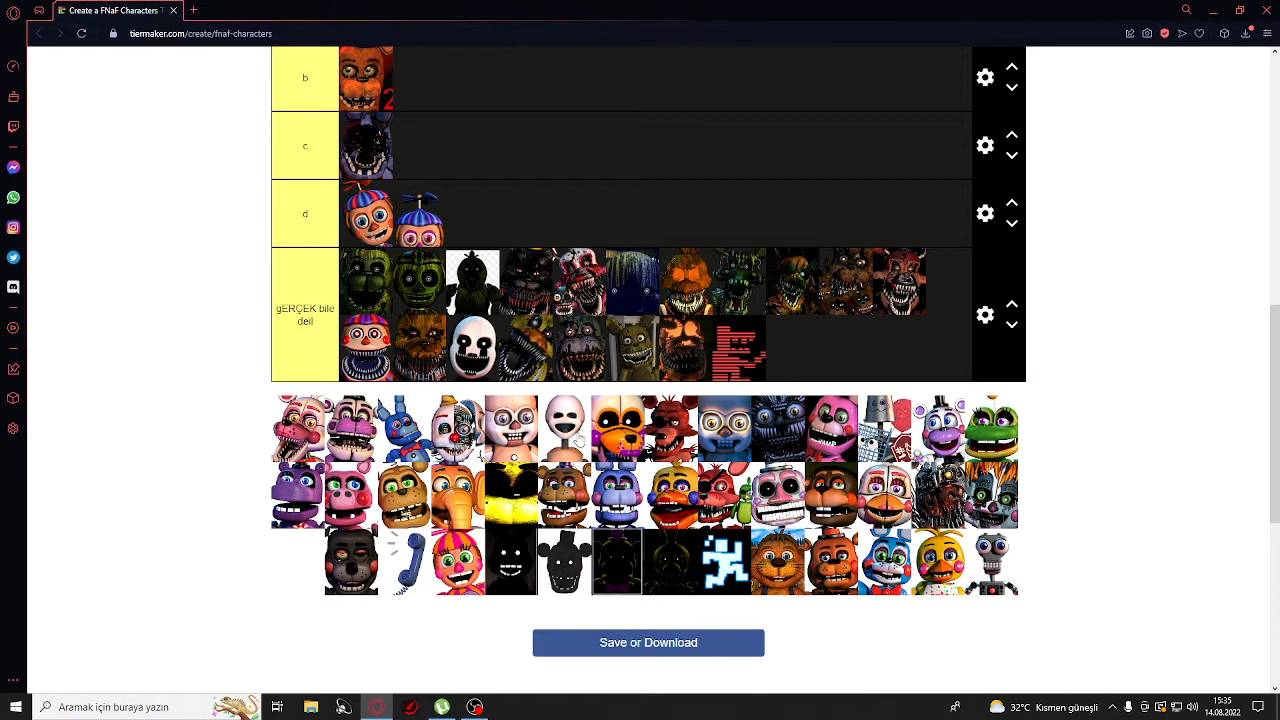 Create a FNaF Characters T
tiermaker.com/create/fnaf-characters
b
2
c
d
gERÇEK bile
deil
Save or Download
Aramak için buraya yazın
32°C Kısmen güneşli
15:35
14.08.2022